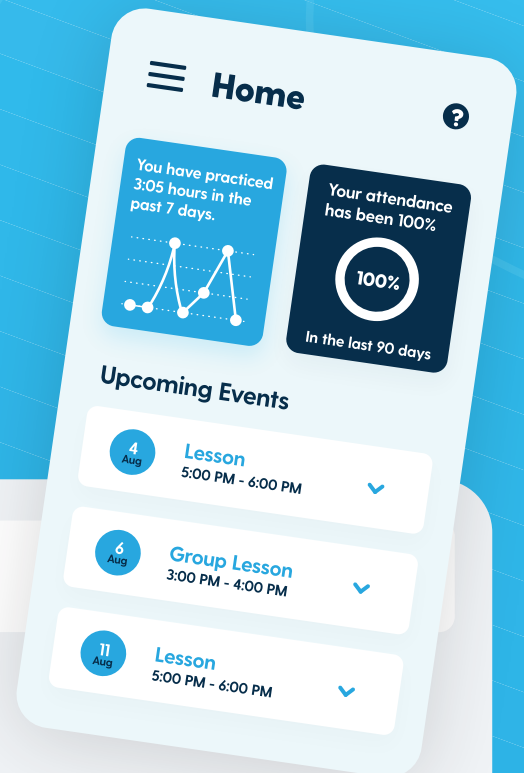 Home
?
You have practiced
3:05 hours in the
past 7 days.
Your attendance
has been 100%
100%
In the last 90 days
Upcoming Events
4
Aug
Lesson
5:00 PM - 6:00 PM
6
Aug
Group Lesson
3:00 PM - 4:00 PM
11
Aug
Lesson
5:00 PM - 6:00 PM